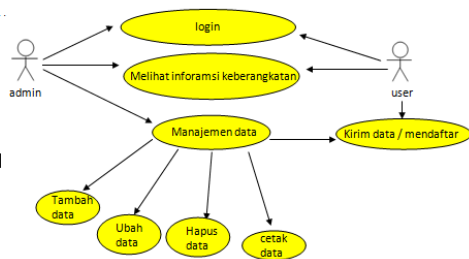 login
Melihat inforamsi keberangkatan
admin
user
Manajemen data
Kirim data / mendaftar
Tambah
data
Ubah
data
Hapus
data
cetak
data